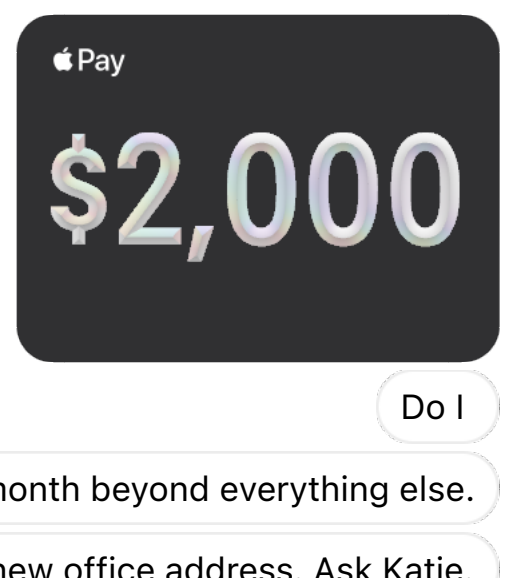 Pay
$2,000
Do I
month beyond everything else.
new office address. Ask Katie.